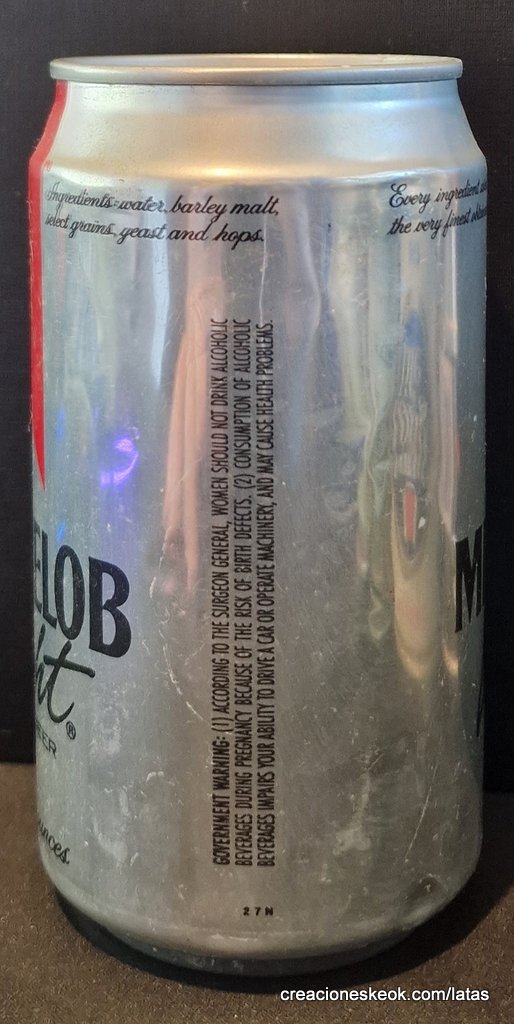 Ingredients: water, barley malt,
select grains, yeast and hops.
Every ingredient
the very finest
GOVERNMENT WARNING: (1) ACCORDING TO THE SURGEON GENERAL, WOMEN SHOULD NOT DRINK ALCOHOLIC
BEVERAGES DURING PREGNANCY BECAUSE OF THE RISK OF BIRTH DEFECTS. (2) CONSUMPTION OF ALCOHOLIC
BEVERAGES IMPAIRS YOUR ABILITY TO DRIVE A CAR OR OPERATE MACHINERY, AND MAY CAUSE HEALTH PROBLEMS.
ELOB
ht®
ER
unces.
M
27N
creacioneskeok.com/latas